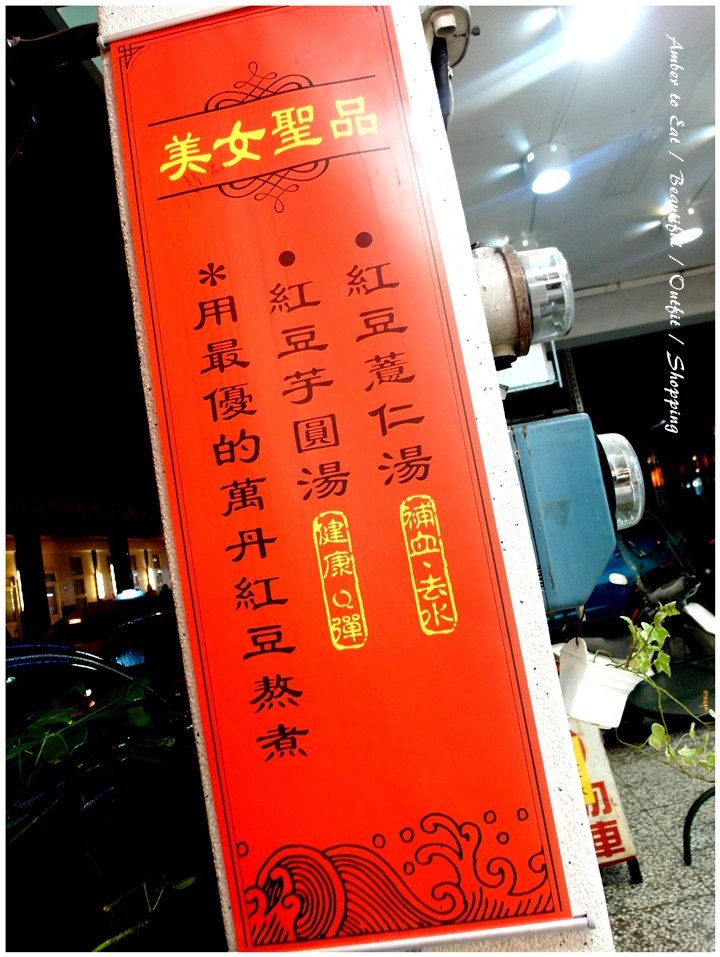 美女聖品
●紅豆薏仁湯 補血、去水
●紅豆芋圓湯 健康Q彈
*用最優的萬丹紅豆熬煮
Amber to Eat / Beautiful / Outfit / Shopping
車